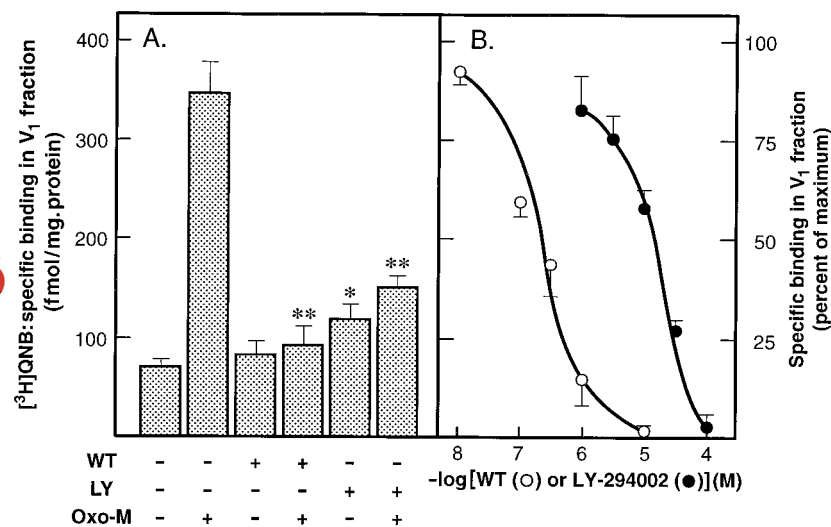 A.
[³H]QNB:specific binding in V₁ fraction
(fmol/mg.protein)
400
300
200
100
**
*
**
WT - - + + - -
LY - - - - + +
Oxo-M - + - + - +
B.
100
75
50
25
Specific binding in V₁ fraction
(percent of maximum)
8 7 6 5 4
-log[WT (○) or LY-294002 (●)](M)